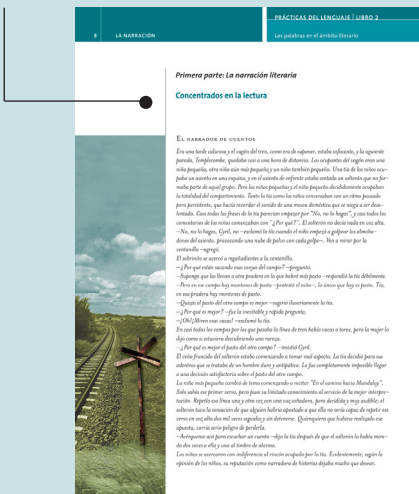 PRÁCTICAS DEL LENGUAJE | LIBRO 2
8 LA NARRACIÓN
Las palabras en el ámbito literario
Primera parte: La narración literaria
Concentrados en la lectura
EL NARRADOR DE CUENTOS
Era una tarde calurosa y el vagón del tren, como era de suponer, estaba sofocante, y la siguiente
parada, Templecombe, quedaba casi a una hora de distancia. Los ocupantes del vagón eran una
niña pequeña, otra niña aún más pequeña y un niño también pequeño. Una tía de los niños ocu-
paba un asiento en una esquina, y en el asiento de enfrente estaba sentado un solterón que no for-
maba parte de aquel grupo. Pero las niñas pequeñas y el niño pequeño decididamente ocupaban
la totalidad del compartimiento. Tanto la tía como los niños conversaban con un ritmo pausado
pero persistente, que hacía recordar el sonido de una mosca doméstica que se niega a ser desa-
lentada. Casi todas las frases de la tía parecían empezar por "No, no lo hagas", y casi todos los
comentarios de los niños comenzaban con "¿Por qué?". El solterón no decía nada en voz alta.
–No, no lo hagas, Cyril, no –exclamó la tía cuando el niño empezó a golpear los almoha-
dones del asiento, provocando una nube de polvo con cada golpe–. Ven a mirar por la
ventanilla –agregó.
El sobrinito se acercó a regañadientes a la ventanilla.
–¿Por qué están sacando esas ovejas del campo? –preguntó.
–Supongo que las llevan a otra pradera en la que habrá más pasto –respondió la tía débilmente.
–Pero en ese campo hay montones de pasto –protestó el niño–, lo único que hay es pasto. Tía,
en esa pradera hay montones de pasto.
–Quizás el pasto del otro campo es mejor –sugirió ilusoriamente la tía.
–¿Por qué es mejor? –fue la inevitable y rápida pregunta.
–¡Oh! ¡Miren esas vacas! –exclamó la tía.
En casi todos los campos por los que pasaba la línea de tren había vacas o toros, pero la mujer lo
dijo como si estuviera descubriendo una rareza.
–¿Por qué es mejor el pasto del otro campo? –insistió Cyril.
El ceño fruncido del solterón estaba comenzando a tomar mal aspecto. La tía decidió para sus
adentros que se trataba de un hombre duro y antipático. Le fue completamente imposible llegar
a una decisión satisfactoria sobre el pasto del otro campo.
La niña más pequeña cambió de tema comenzando a recitar "En el camino hacia Mandalay".
Sólo sabía ese primer verso, pero puso su limitado conocimiento al servicio de la mejor interpre-
tación. Repetía esa línea una y otra vez con una voz soñadora, pero decidida y muy audible; el
solterón tuvo la sensación de que alguien habría apostado a que ella no sería capaz de repetir ese
verso en voz alta dos mil veces seguidas y sin detenerse. Quienquiera que hubiese realizado esa
apuesta, corría serio peligro de perderla.
–Acérquense acá para escuchar un cuento –dijo la tía después de que el solterón la había mira-
do dos veces a ella y una al timbre de alarma.
Los niños se acercaron con indiferencia al rincón ocupado por la tía. Evidentemente, según la
opinión de los niños, su reputación como narradora de historias dejaba mucho que desear.